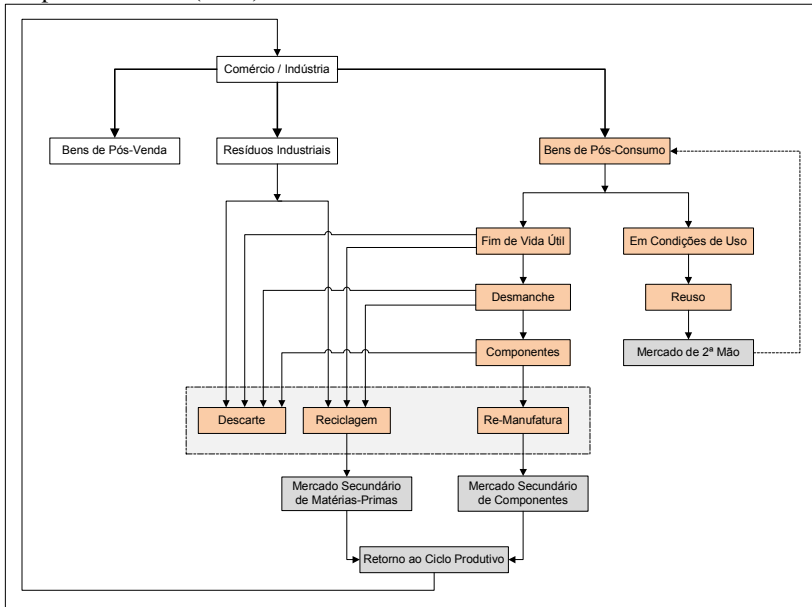 Comércio / Indústria
Bens de Pós-Venda
Resíduos Industriais
Bens de Pós-Consumo
Fim de Vida Útil
Em Condições de Uso
Desmanche
Reuso
Componentes
Mercado de 2ª Mão
Descarte
Reciclagem
Re-Manufatura
Mercado Secundário
de Matérias-Primas
Mercado Secundário
de Componentes
Retorno ao Ciclo Produtivo